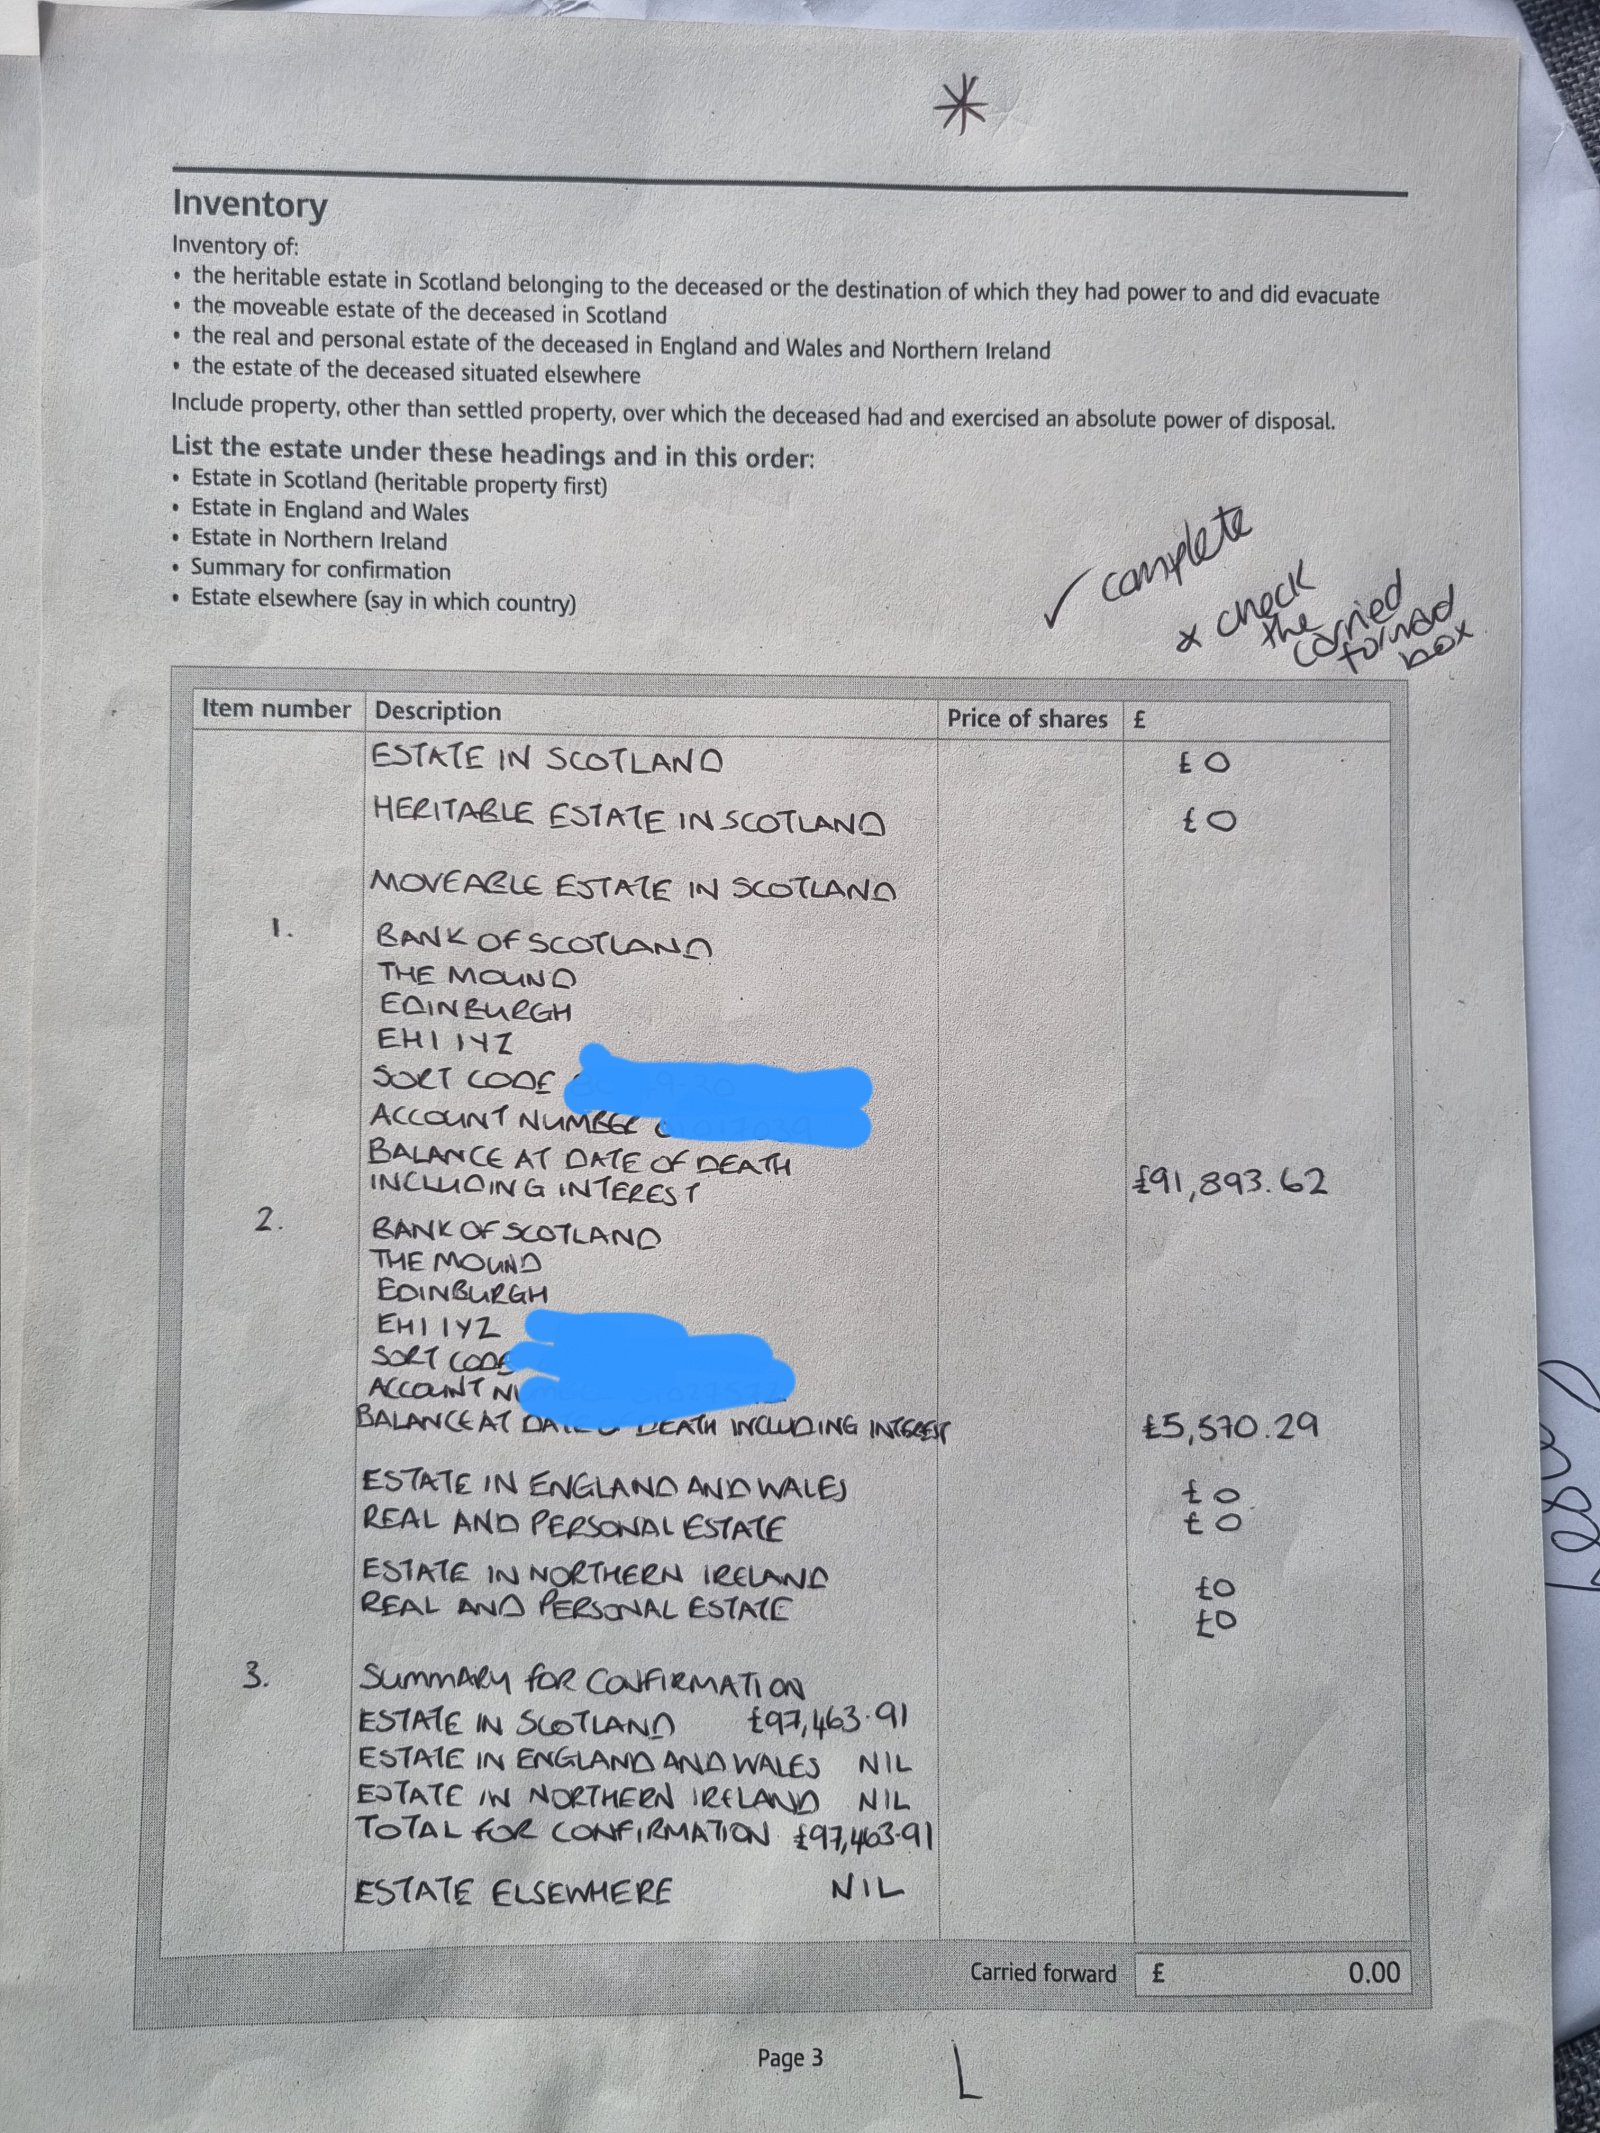 *
Inventory
Inventory of:
• the heritable estate in Scotland belonging to the deceased or the destination of which they had power to and did evacuate
• the moveable estate of the deceased in Scotland
• the real and personal estate of the deceased in England and Wales and Northern Ireland
• the estate of the deceased situated elsewhere
Include property, other than settled property, over which the deceased had and exercised an absolute power of disposal.
List the estate under these headings and in this order:
• Estate in Scotland (heritable property first)
• Estate in England and Wales
• Estate in Northern Ireland
• Summary for confirmation
• Estate elsewhere (say in which country)
✓ complete
* check
the
carried
forward
box
Item number Description Price of shares £
ESTATE IN SCOTLAND £0
HERITABLE ESTATE IN SCOTLAND £0
MOVEABLE ESTATE IN SCOTLAND
1. BANK OF SCOTLAND
THE MOUND
EDINBURGH
EH1 1YZ
SORT CODE
ACCOUNT NUMBER
BALANCE AT DATE OF DEATH
INCLUDING INTEREST £91,893.62
2. BANK OF SCOTLAND
THE MOUND
EDINBURGH
EH1 1YZ
SORT CODE
ACCOUNT
BALANCE AT DEATH INCLUDING INTEREST £5,570.29
ESTATE IN ENGLAND AND WALES £0
REAL AND PERSONAL ESTATE £0
ESTATE IN NORTHERN IRELAND £0
REAL AND PERSONAL ESTATE £0
3. SUMMARY FOR CONFIRMATION
ESTATE IN SCOTLAND £97,463.91
ESTATE IN ENGLAND AND WALES NIL
ESTATE IN NORTHERN IRELAND NIL
TOTAL FOR CONFIRMATION £97,463.91
ESTATE ELSEWHERE NIL
Carried forward £ 0.00
Page 3
L